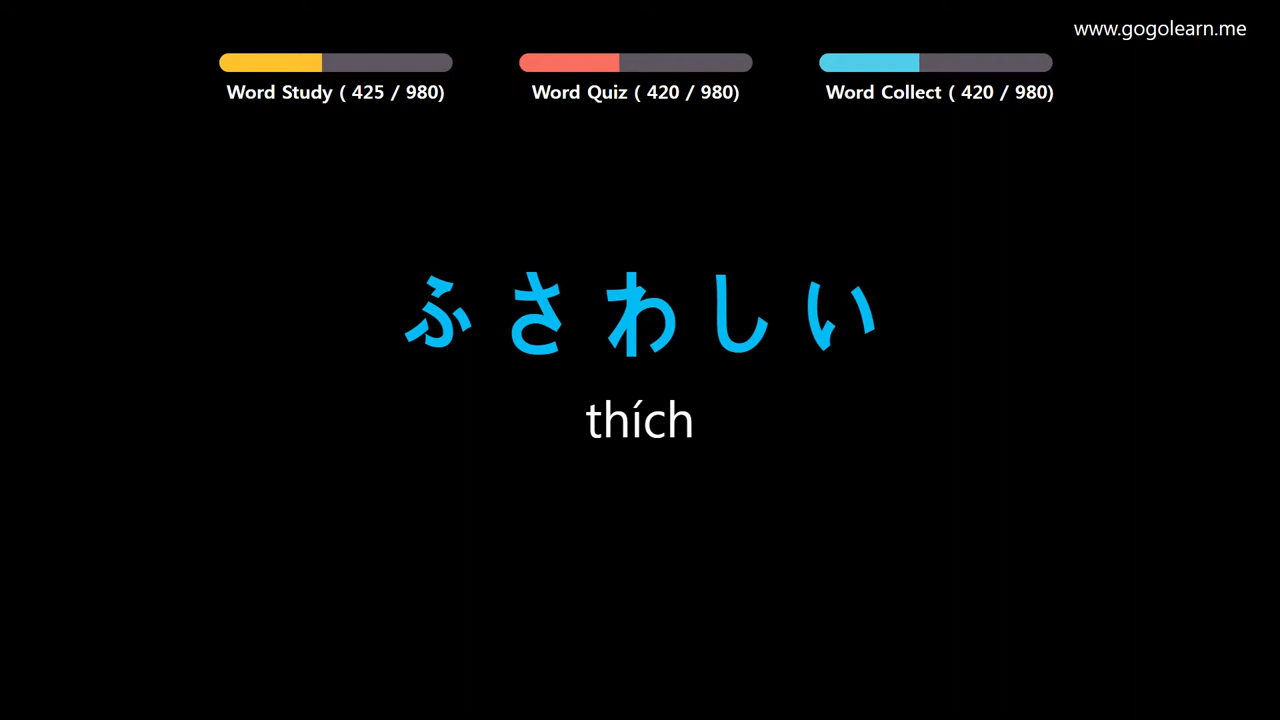 www.gogolearn.me
Word Study ( 425 / 980)
Word Quiz ( 420 / 980)
Word Collect ( 420 / 980)
ふさわしい
thích